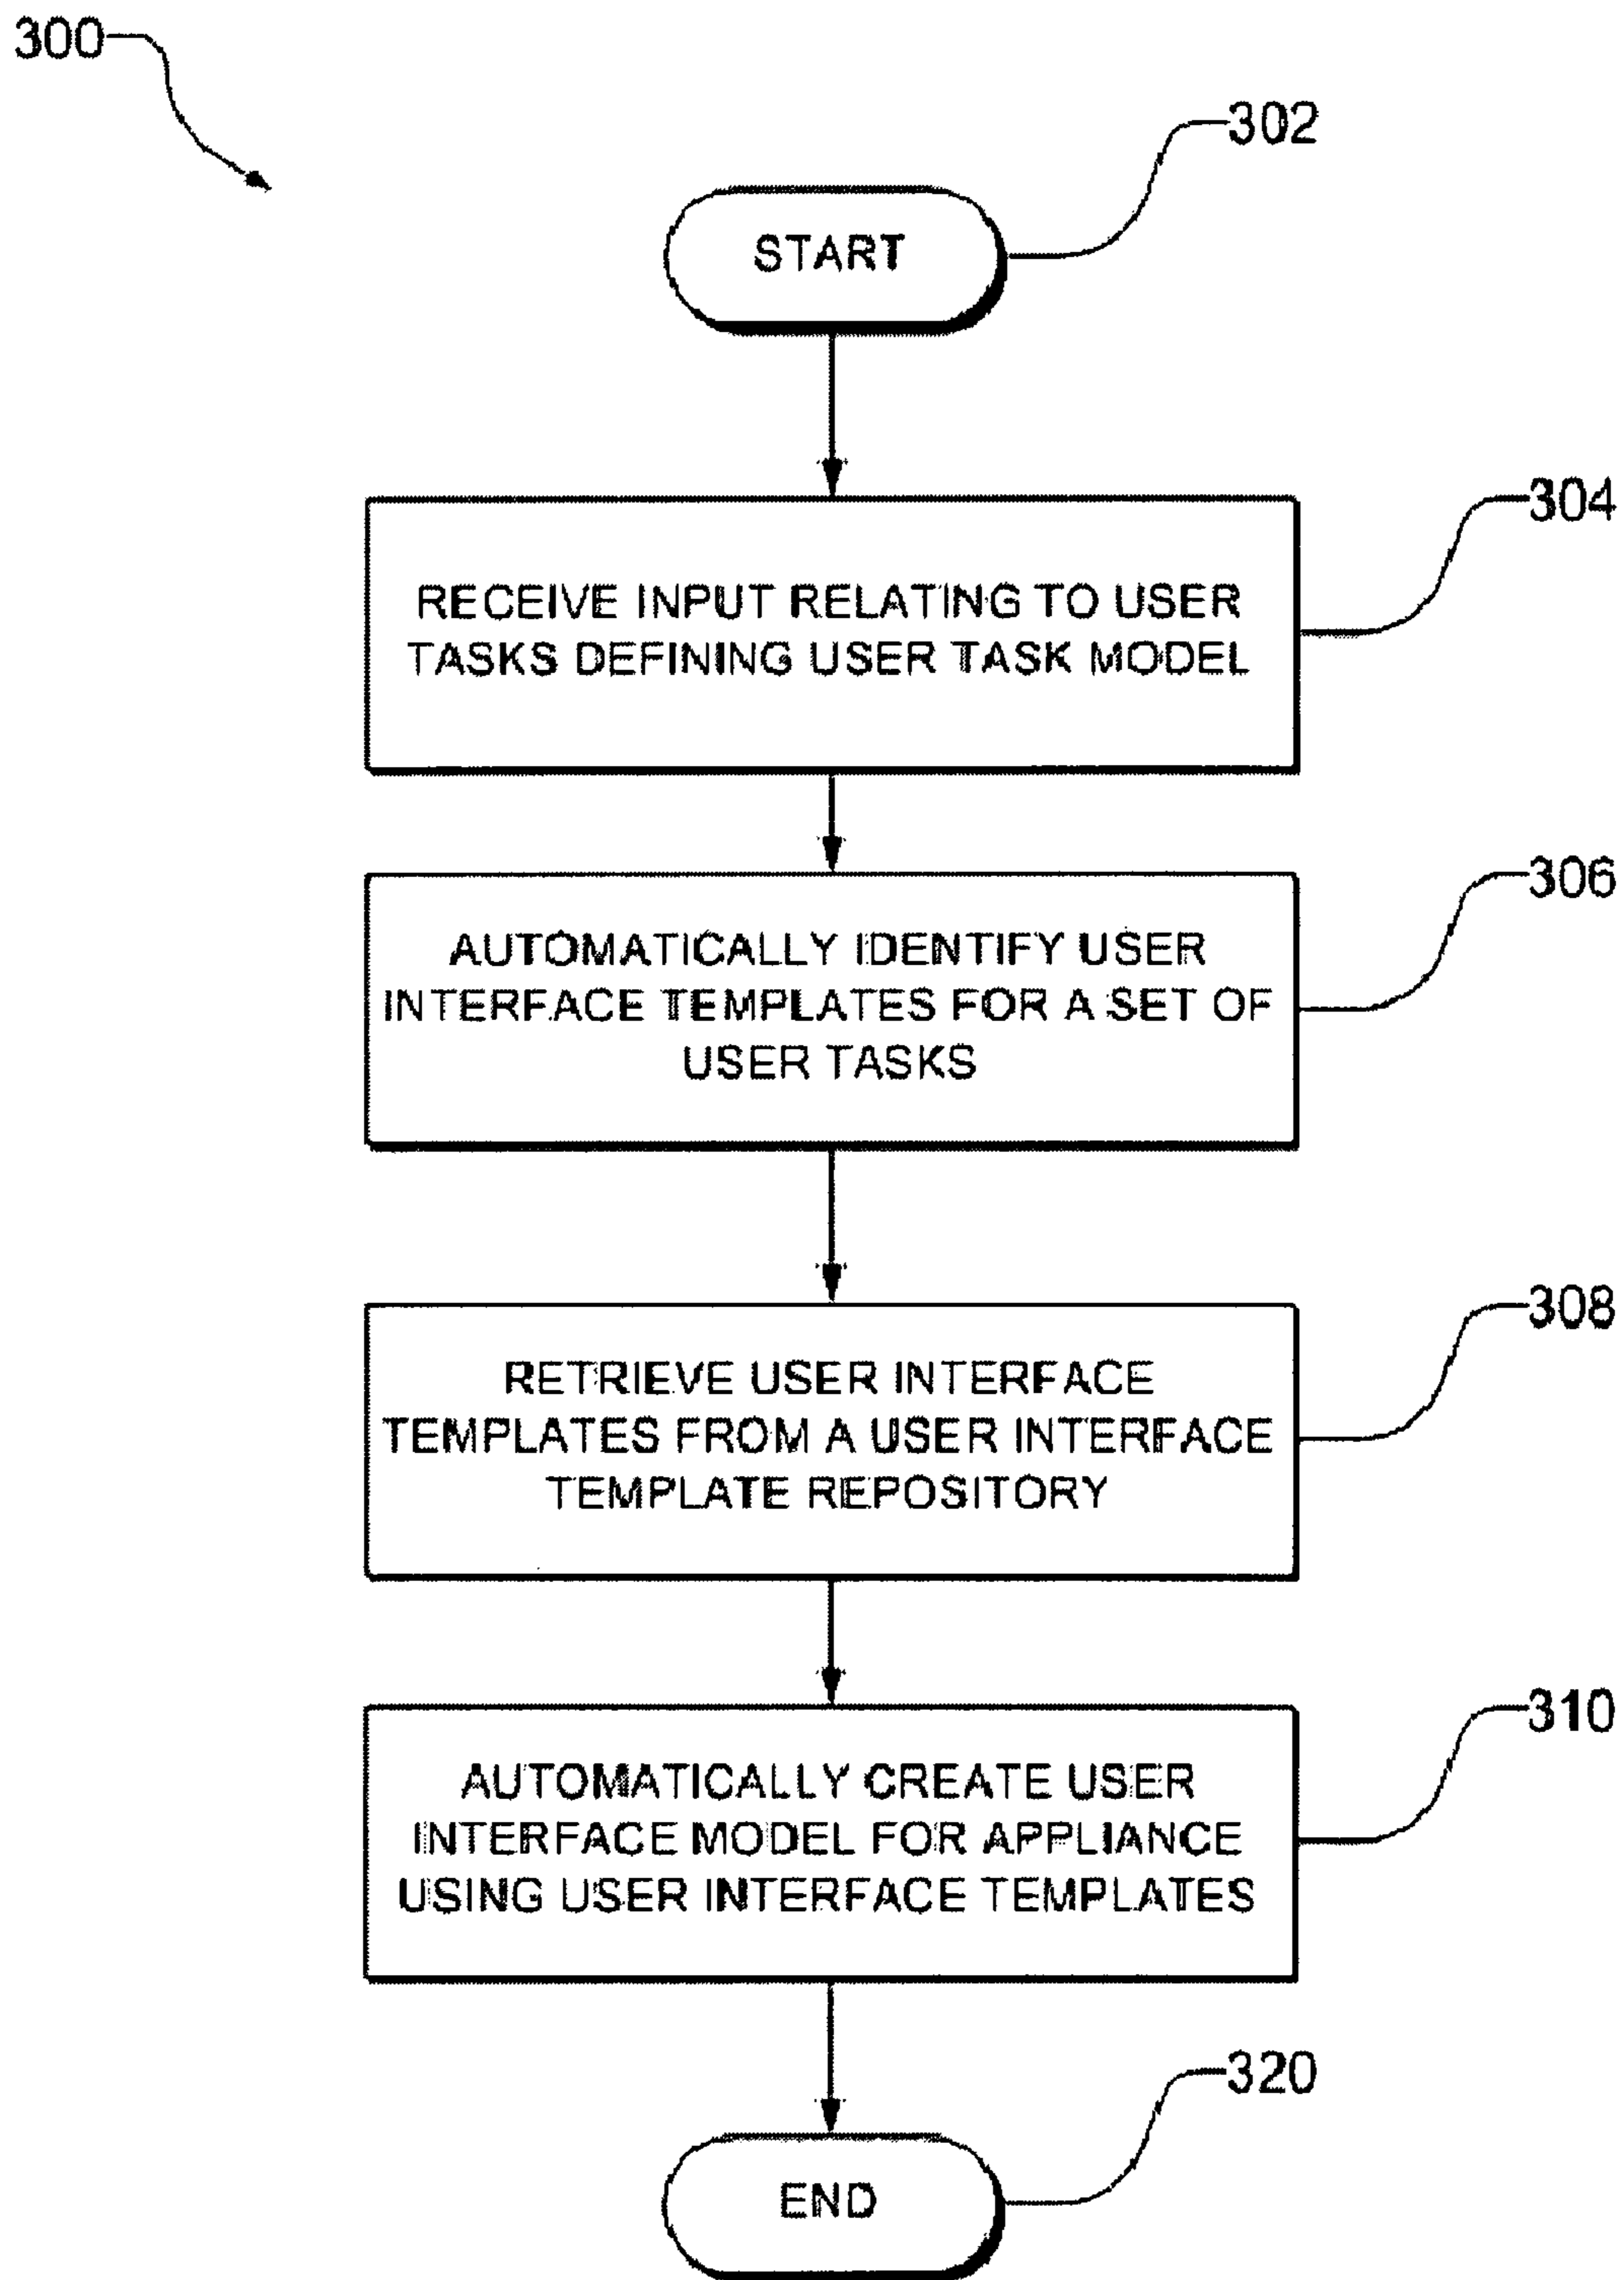 300
302
START
304
RECEIVE INPUT RELATING TO USER
TASKS DEFINING USER TASK MODEL
306
AUTOMATICALLY IDENTIFY USER
INTERFACE TEMPLATES FOR A SET OF
USER TASKS
308
RETRIEVE USER INTERFACE
TEMPLATES FROM A USER INTERFACE
TEMPLATE REPOSITORY
310
AUTOMATICALLY CREATE USER
INTERFACE MODEL FOR APPLIANCE
USING USER INTERFACE TEMPLATES
320
END